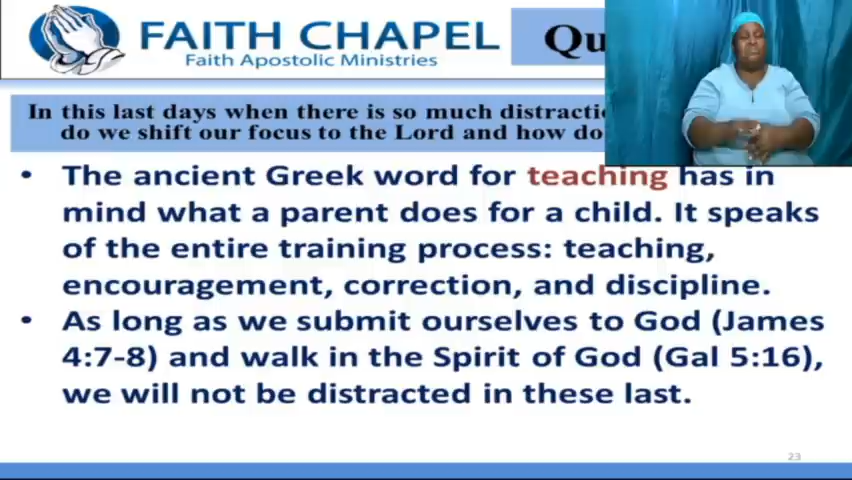 FAITH CHAPEL
Faith Apostolic Ministries
Qu
In this last days when there is so much distracti
do we shift our focus to the Lord and how do
• The ancient Greek word for teaching has in
mind what a parent does for a child. It speaks
of the entire training process: teaching,
encouragement, correction, and discipline.
• As long as we submit ourselves to God (James
4:7-8) and walk in the Spirit of God (Gal 5:16),
we will not be distracted in these last.
23